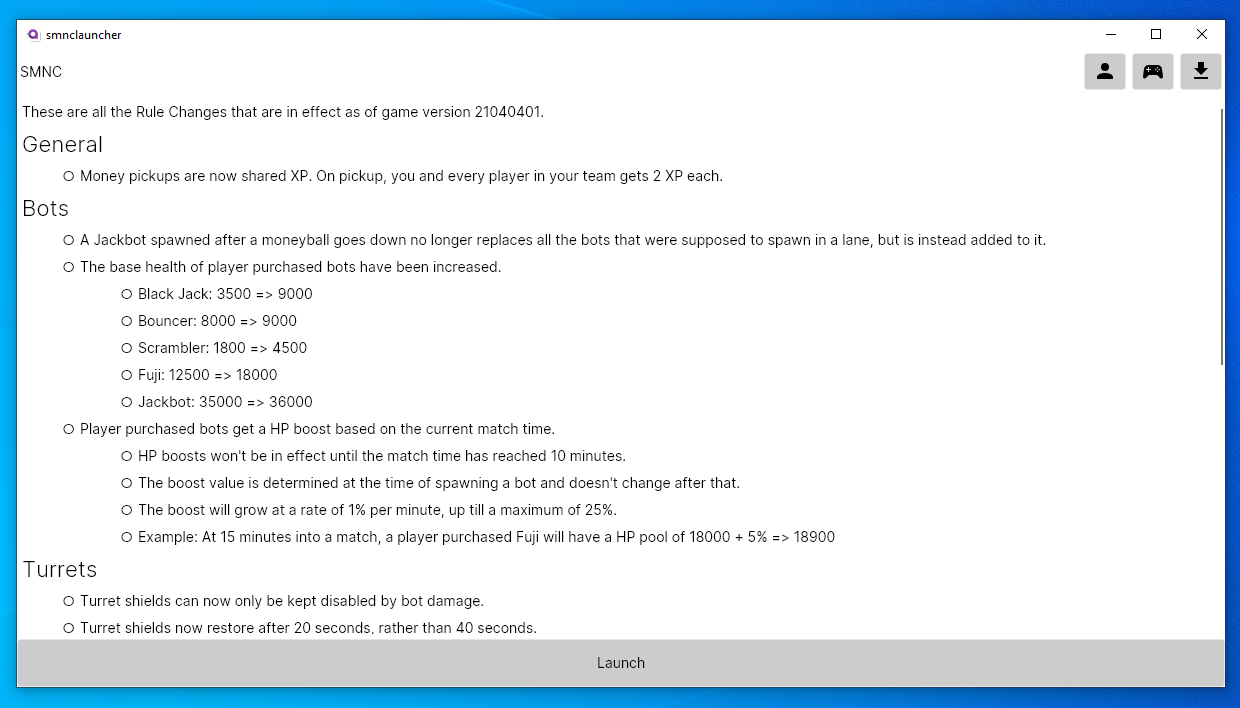 smnclauncher
SMNC
These are all the Rule Changes that are in effect as of game version 21040401.
General
Money pickups are now shared XP. On pickup, you and every player in your team gets 2 XP each.
Bots
A Jackbot spawned after a moneyball goes down no longer replaces all the bots that were supposed to spawn in a lane, but is instead added to it.
The base health of player purchased bots have been increased.
Black Jack: 3500 => 9000
Bouncer: 8000 => 9000
Scrambler: 1800 => 4500
Fuji: 12500 => 18000
Jackbot: 35000 => 36000
Player purchased bots get a HP boost based on the current match time.
HP boosts won't be in effect until the match time has reached 10 minutes.
The boost value is determined at the time of spawning a bot and doesn't change after that.
The boost will grow at a rate of 1% per minute, up till a maximum of 25%.
Example: At 15 minutes into a match, a player purchased Fuji will have a HP pool of 18000 + 5% => 18900
Turrets
Turret shields can now only be kept disabled by bot damage.
Turret shields now restore after 20 seconds, rather than 40 seconds.
Launch